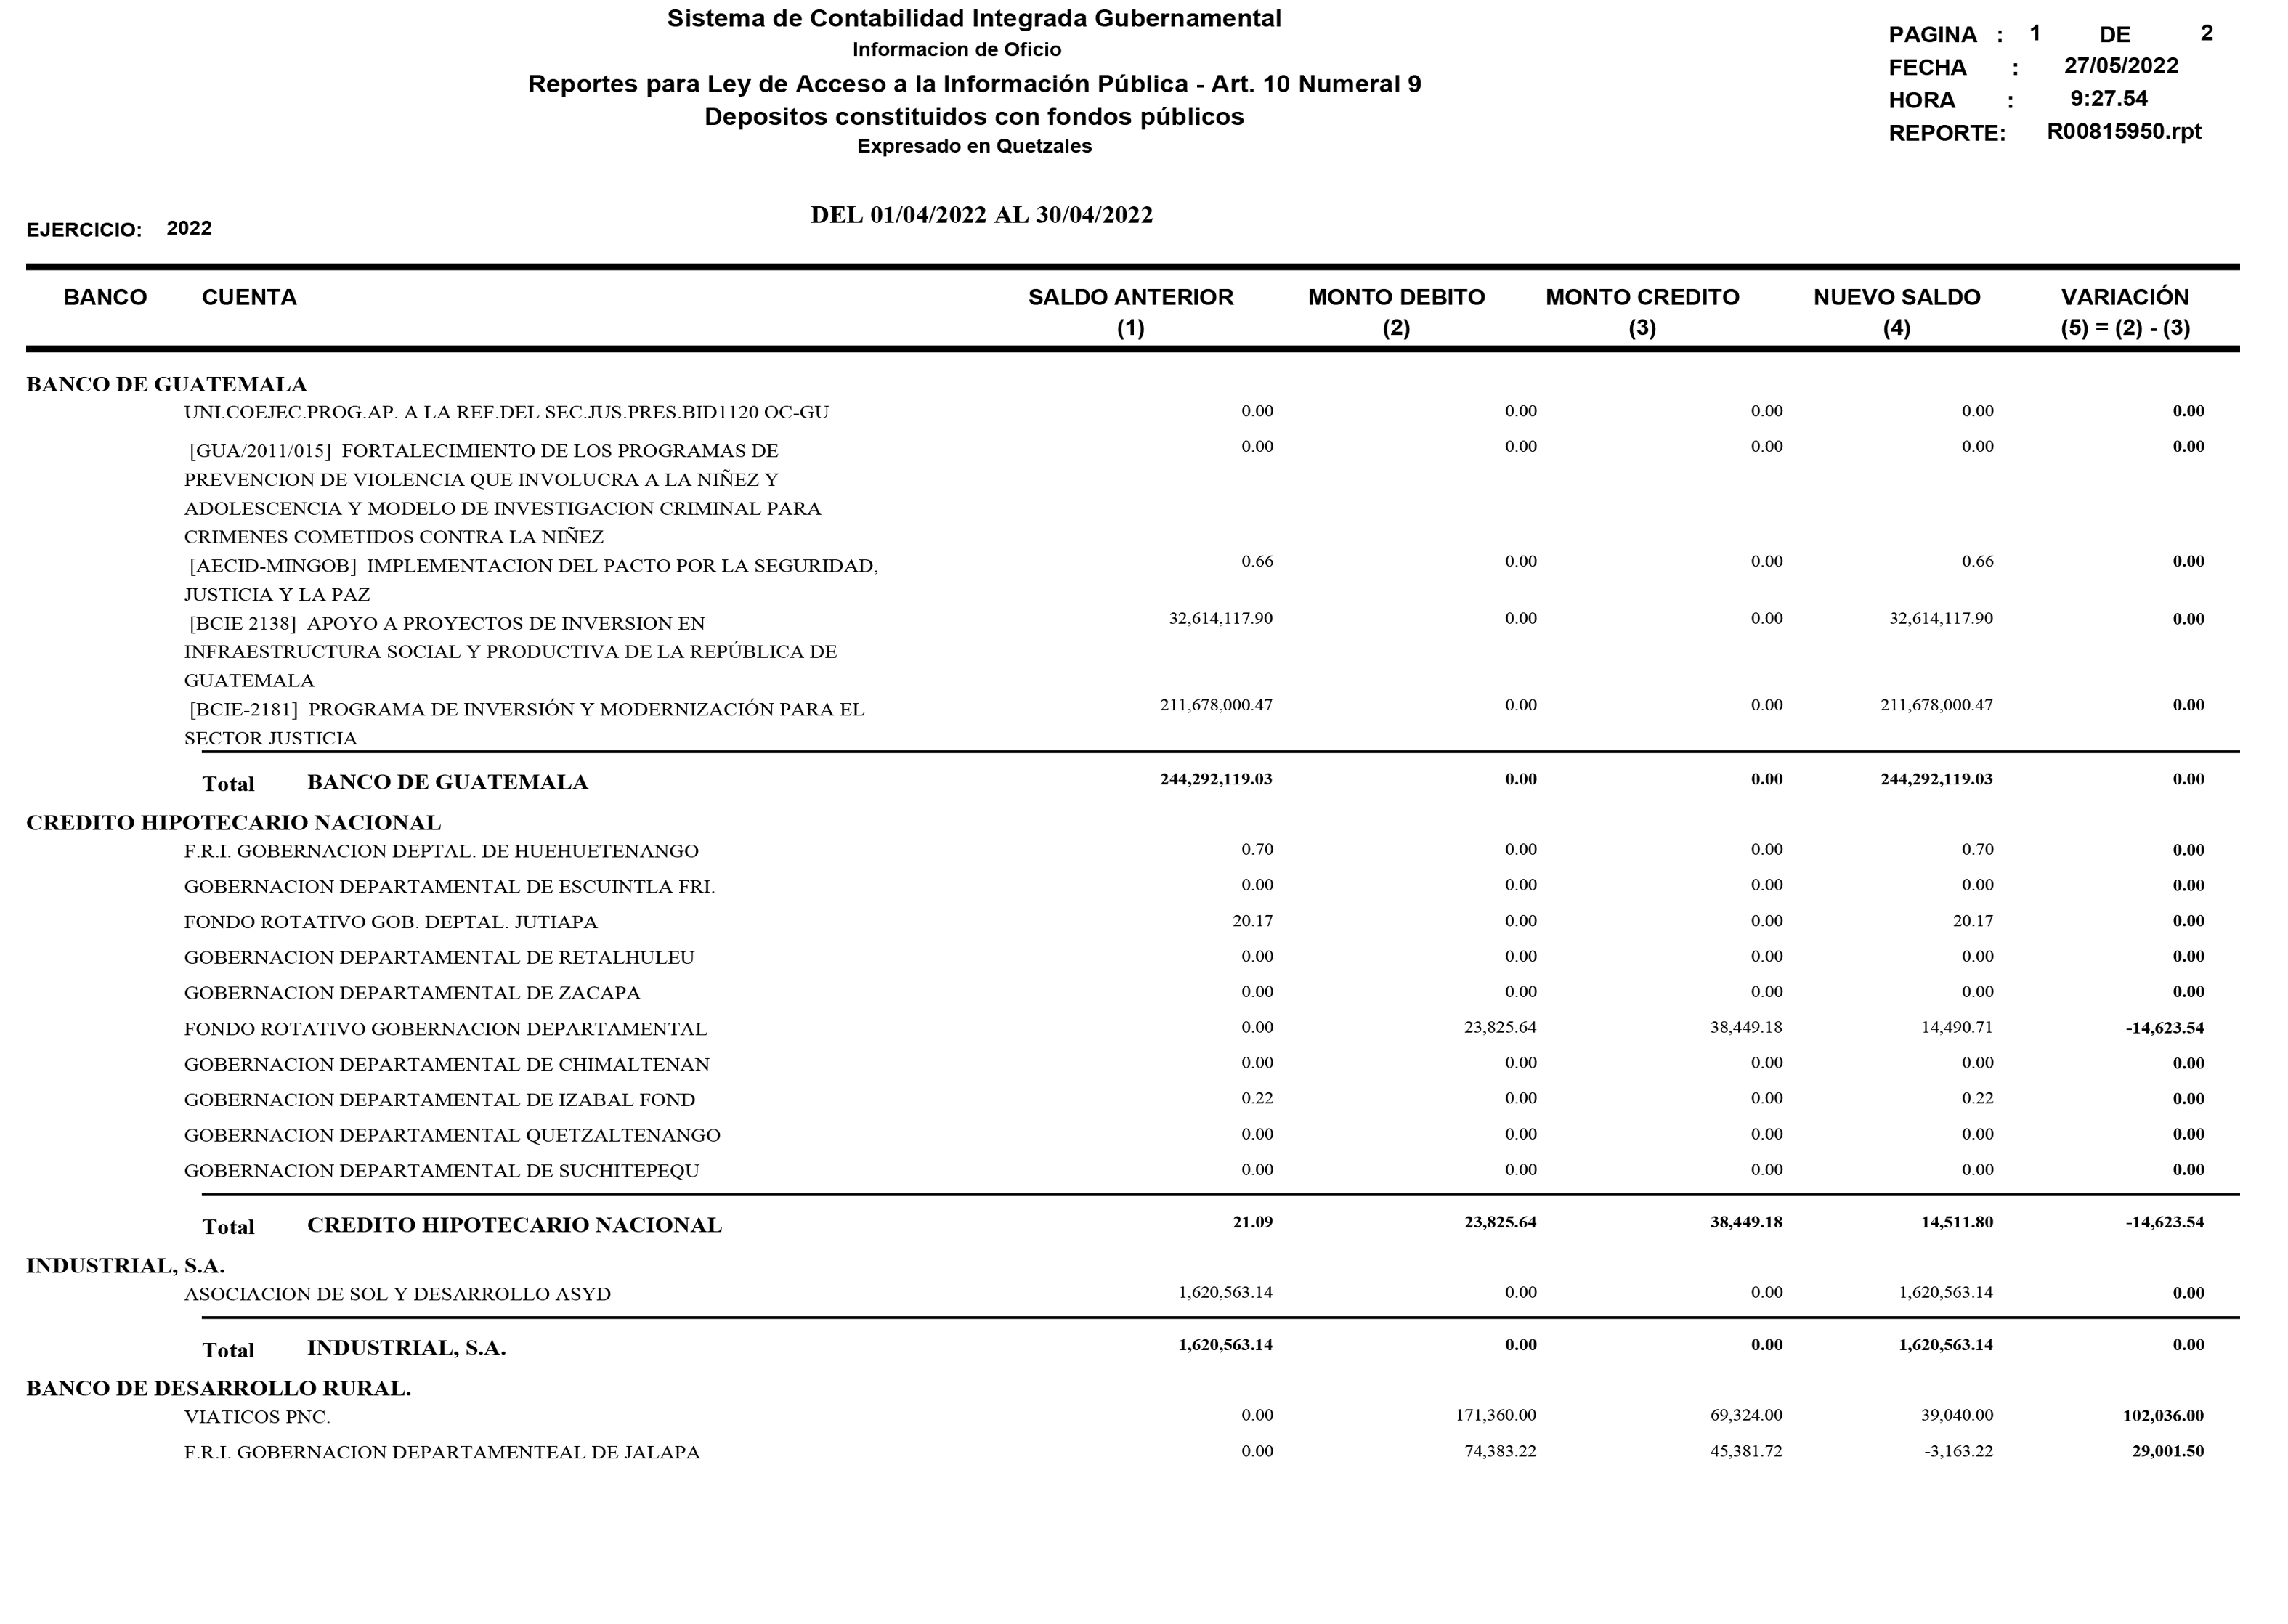 Sistema de Contabilidad Integrada Gubernamental
Informacion de Oficio
Reportes para Ley de Acceso a la Información Pública - Art. 10 Numeral 9
Depositos constituidos con fondos públicos
Expresado en Quetzales
PAGINA : 1 DE 2
FECHA : 27/05/2022
HORA : 9:27.54
REPORTE: R00815950.rpt
DEL 01/04/2022 AL 30/04/2022
EJERCICIO: 2022
BANCO CUENTA SALDO ANTERIOR MONTO DEBITO MONTO CREDITO NUEVO SALDO VARIACIÓN
(1) (2) (3) (4) (5) = (2) - (3)
BANCO DE GUATEMALA
UNI.COEJEC.PROG.AP. A LA REF.DEL SEC.JUS.PRES.BID1120 OC-GU 0.00 0.00 0.00 0.00 0.00
[GUA/2011/015] FORTALECIMIENTO DE LOS PROGRAMAS DE 0.00 0.00 0.00 0.00 0.00
PREVENCION DE VIOLENCIA QUE INVOLUCRA A LA NIÑEZ Y
ADOLESCENCIA Y MODELO DE INVESTIGACION CRIMINAL PARA
CRIMENES COMETIDOS CONTRA LA NIÑEZ
[AECID-MINGOB] IMPLEMENTACION DEL PACTO POR LA SEGURIDAD, 0.66 0.00 0.00 0.66 0.00
JUSTICIA Y LA PAZ
[BCIE 2138] APOYO A PROYECTOS DE INVERSION EN 32,614,117.90 0.00 0.00 32,614,117.90 0.00
INFRAESTRUCTURA SOCIAL Y PRODUCTIVA DE LA REPÚBLICA DE
GUATEMALA
[BCIE-2181] PROGRAMA DE INVERSIÓN Y MODERNIZACIÓN PARA EL 211,678,000.47 0.00 0.00 211,678,000.47 0.00
SECTOR JUSTICIA
Total BANCO DE GUATEMALA 244,292,119.03 0.00 0.00 244,292,119.03 0.00
CREDITO HIPOTECARIO NACIONAL
F.R.I. GOBERNACION DEPTAL. DE HUEHUETENANGO 0.70 0.00 0.00 0.70 0.00
GOBERNACION DEPARTAMENTAL DE ESCUINTLA FRI. 0.00 0.00 0.00 0.00 0.00
FONDO ROTATIVO GOB. DEPTAL. JUTIAPA 20.17 0.00 0.00 20.17 0.00
GOBERNACION DEPARTAMENTAL DE RETALHULEU 0.00 0.00 0.00 0.00 0.00
GOBERNACION DEPARTAMENTAL DE ZACAPA 0.00 0.00 0.00 0.00 0.00
FONDO ROTATIVO GOBERNACION DEPARTAMENTAL 0.00 23,825.64 38,449.18 14,490.71 -14,623.54
GOBERNACION DEPARTAMENTAL DE CHIMALTENAN 0.00 0.00 0.00 0.00 0.00
GOBERNACION DEPARTAMENTAL DE IZABAL FOND 0.22 0.00 0.00 0.22 0.00
GOBERNACION DEPARTAMENTAL QUETZALTENANGO 0.00 0.00 0.00 0.00 0.00
GOBERNACION DEPARTAMENTAL DE SUCHITEPEQU 0.00 0.00 0.00 0.00 0.00
Total CREDITO HIPOTECARIO NACIONAL 21.09 23,825.64 38,449.18 14,511.80 -14,623.54
INDUSTRIAL, S.A.
ASOCIACION DE SOL Y DESARROLLO ASYD 1,620,563.14 0.00 0.00 1,620,563.14 0.00
Total INDUSTRIAL, S.A. 1,620,563.14 0.00 0.00 1,620,563.14 0.00
BANCO DE DESARROLLO RURAL.
VIATICOS PNC. 0.00 171,360.00 69,324.00 39,040.00 102,036.00
F.R.I. GOBERNACION DEPARTAMENTEAL DE JALAPA 0.00 74,383.22 45,381.72 -3,163.22 29,001.50